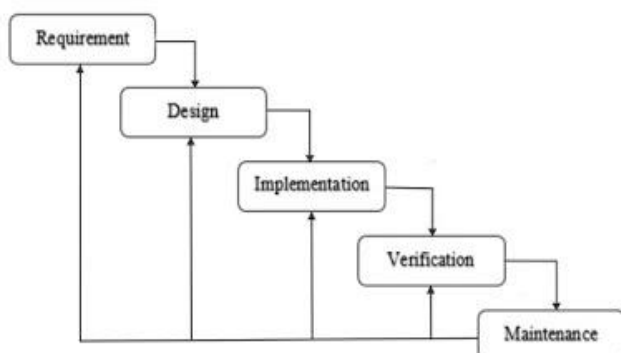 Requirement
Design
Implementation
Verification
Maintenance